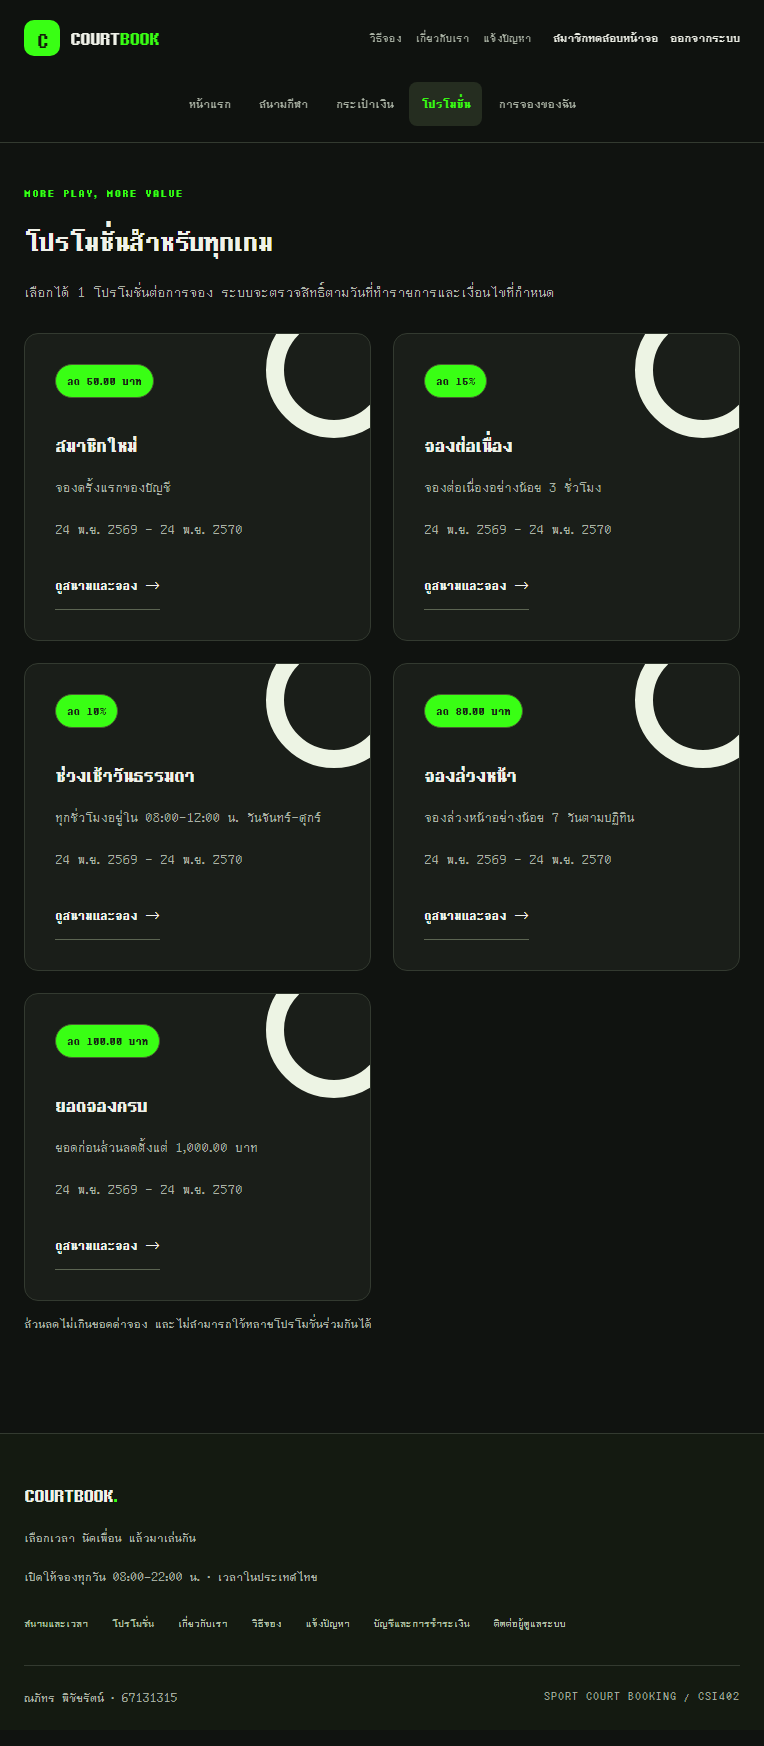 C COURTBOOK
วิธีจอง เกี่ยวกับเรา แจ้งปัญหา สมาชิกทดสอบหน้าจอ ออกจากระบบ
หน้าแรก สนามกีฬา กระเป๋าเงิน โปรโมชั่น การจองของฉัน
MORE PLAY, MORE VALUE
โปรโมชั่นสำหรับทุกเกม
เลือกได้ 1 โปรโมชั่นต่อการจอง ระบบจะตรวจสิทธิ์ตามวันที่ทำรายการและเงื่อนไขที่กำหนด
ลด 50.00 บาท
สมาชิกใหม่
จองครั้งแรกของบัญชี
24 พ.ย. 2569 – 24 พ.ย. 2570
ดูสนามและจอง →
ลด 15%
จองต่อเนื่อง
จองต่อเนื่องอย่างน้อย 3 ชั่วโมง
24 พ.ย. 2569 – 24 พ.ย. 2570
ดูสนามและจอง →
ลด 10%
ช่วงเช้าวันธรรมดา
ทุกชั่วโมงอยู่ใน 08:00–12:00 น. วันจันทร์–ศุกร์
24 พ.ย. 2569 – 24 พ.ย. 2570
ดูสนามและจอง →
ลด 80.00 บาท
จองล่วงหน้า
จองล่วงหน้าอย่างน้อย 7 วันตามปฏิทิน
24 พ.ย. 2569 – 24 พ.ย. 2570
ดูสนามและจอง →
ลด 100.00 บาท
ยอดจองครบ
ยอดก่อนส่วนลดตั้งแต่ 1,000.00 บาท
24 พ.ย. 2569 – 24 พ.ย. 2570
ดูสนามและจอง →
ส่วนลดไม่เกินยอดค่าจอง และไม่สามารถใช้หลายโปรโมชั่นร่วมกันได้
COURTBOOK.
เลือกเวลา นัดเพื่อน แล้วมาเล่นกัน
เปิดให้จองทุกวัน 08:00–22:00 น. · เวลาในประเทศไทย
สนามและเวลา โปรโมชั่น เกี่ยวกับเรา วิธีจอง แจ้งปัญหา บัญชีและการชำระเงิน ติดต่อผู้ดูแลระบบ
ณภัทร พิชัยรัตน์ · 67131315
SPORT COURT BOOKING / CSI402